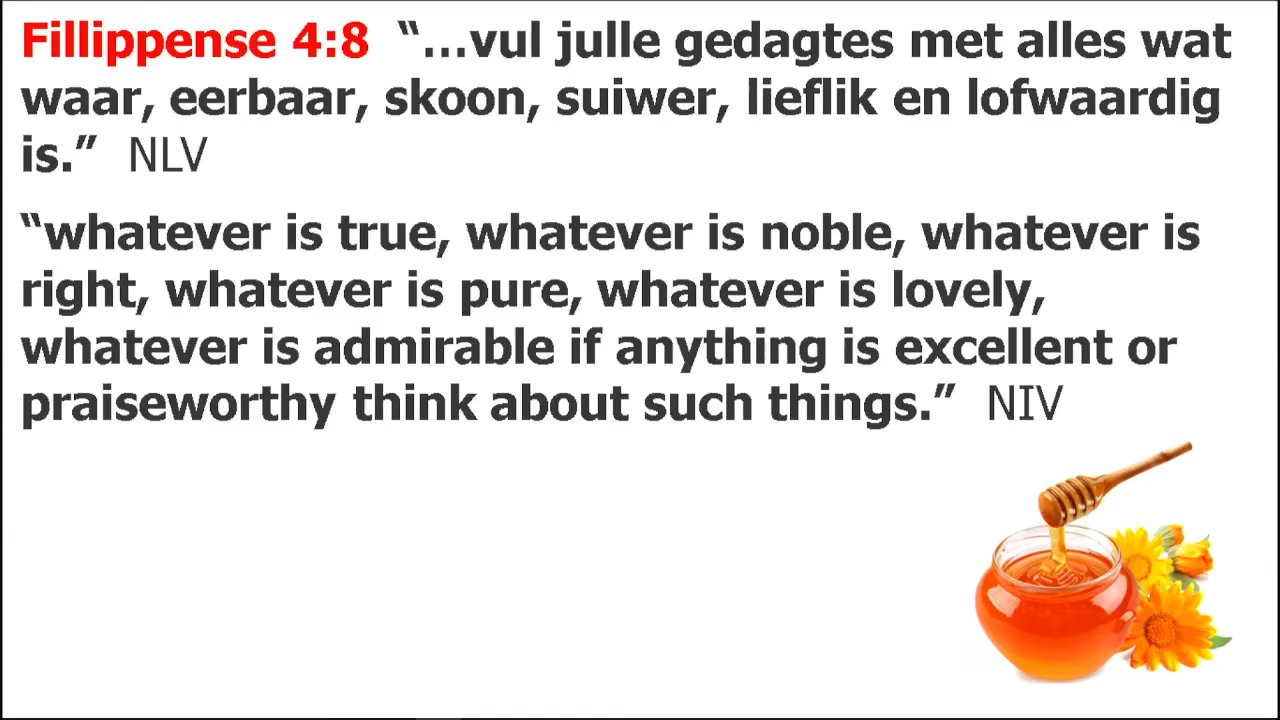 Fillippense 4:8 “…vul julle gedagtes met alles wat
waar, eerbaar, skoon, suiwer, lieflik en lofwaardig
is.” NLV
“whatever is true, whatever is noble, whatever is
right, whatever is pure, whatever is lovely,
whatever is admirable if anything is excellent or
praiseworthy think about such things.” NIV